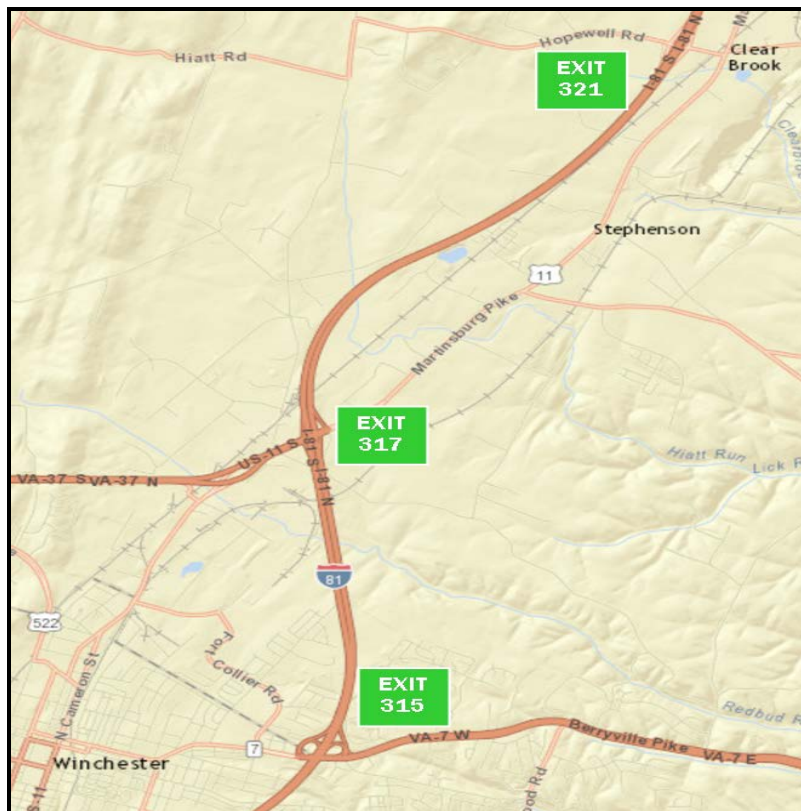 Hopewell Rd
Hiatt Rd
I-81 S I-81 N
Clear
Brook
EXIT
321
Stephenson
11
Martinsburg Pike
EXIT
317
US-11 S
I-81 S I-81 N
VA-37 S VA-37 N
Hiatt Run
Lick
81
522
Fort
Collier Rd
N Cameron St
EXIT
315
Redbud
7
VA-7 W
Berryville Pike
VA-7 E
Winchester
Rd